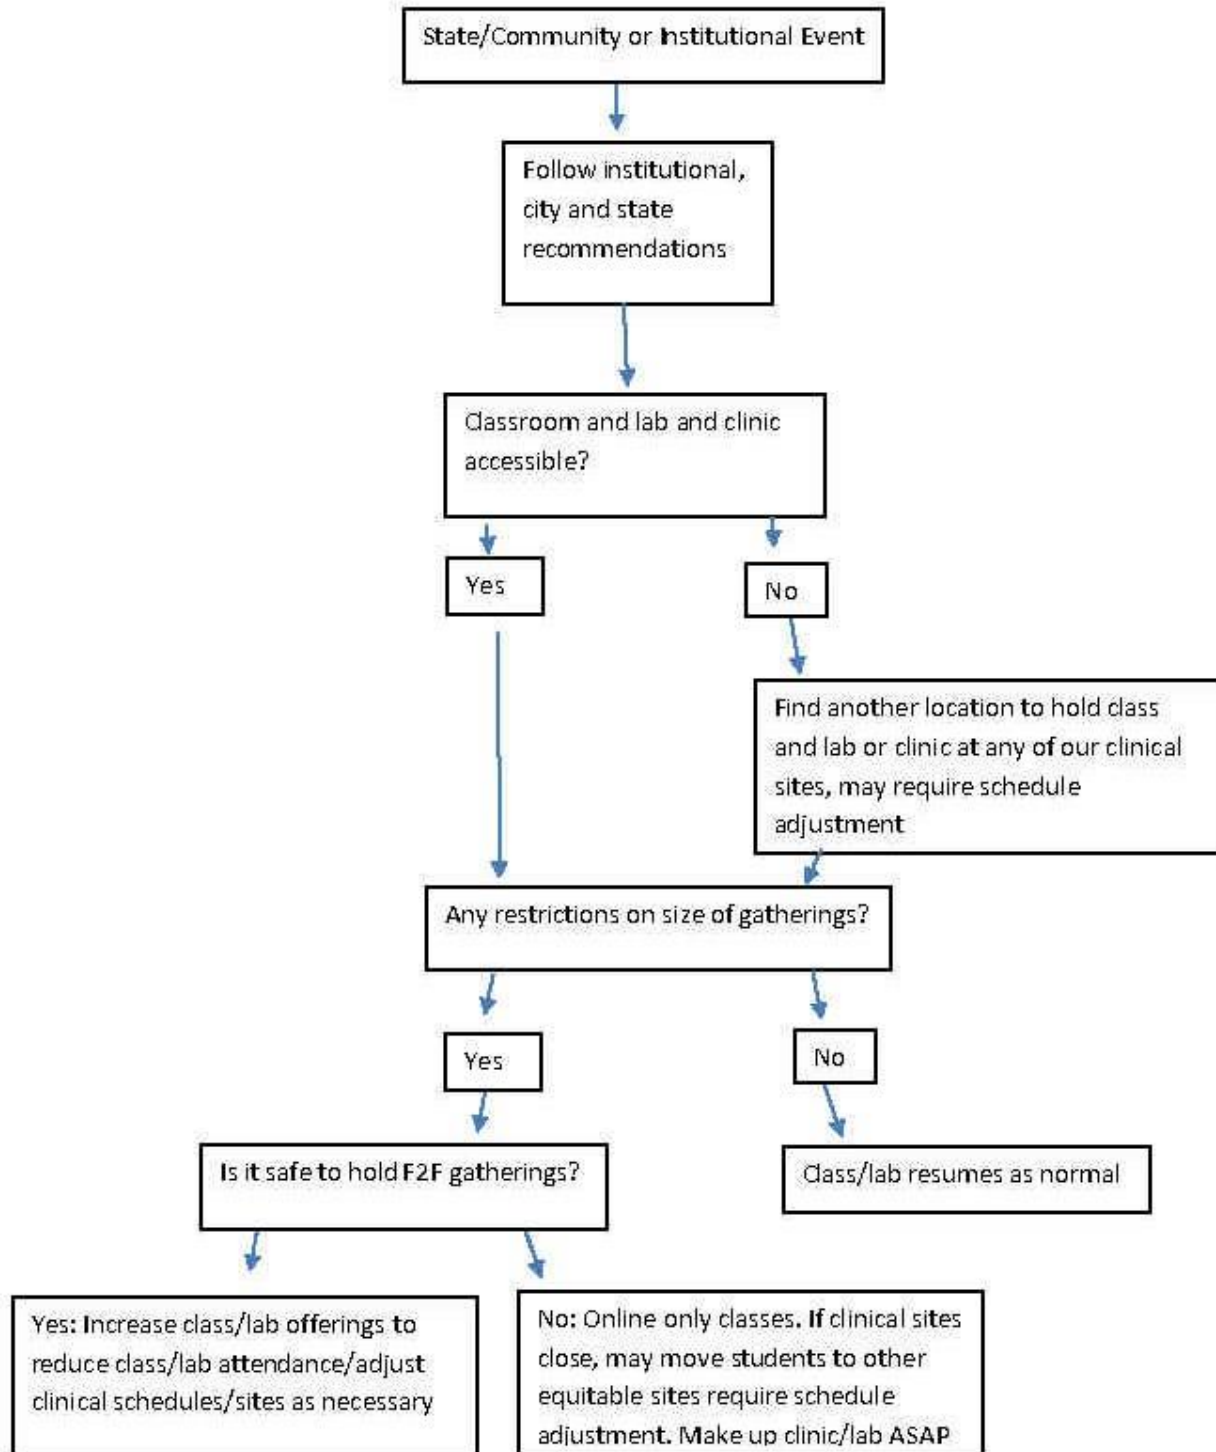 State/Community or Institutional Event
Follow institutional,
city and state
recommendations
Classroom and lab and clinic
accessible?
Yes
No
Find another location to hold class
and lab or clinic at any of our clinical
sites, may require schedule
adjustment
Any restrictions on size of gatherings?
Yes
No
Is it safe to hold F2F gatherings?
Class/lab resumes as normal
Yes: Increase class/lab offerings to
reduce class/lab attendance/adjust
clinical schedules/sites as necessary
No: Online only classes. If clinical sites
close, may move students to other
equitable sites require schedule
adjustment. Make up clinic/lab ASAP